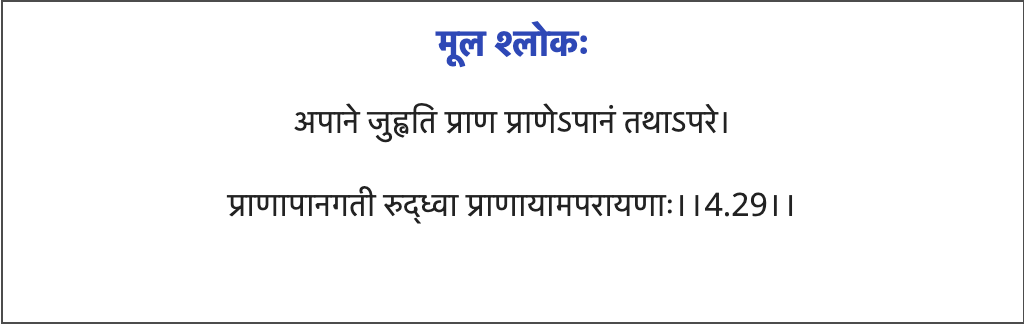 मूल श्लोकः
अपाने जुह्वति प्राण प्राणेऽपानं तथाऽपरे।
प्राणापानगती रुद्ध्वा प्राणायामपरायणाः।।4.29।।